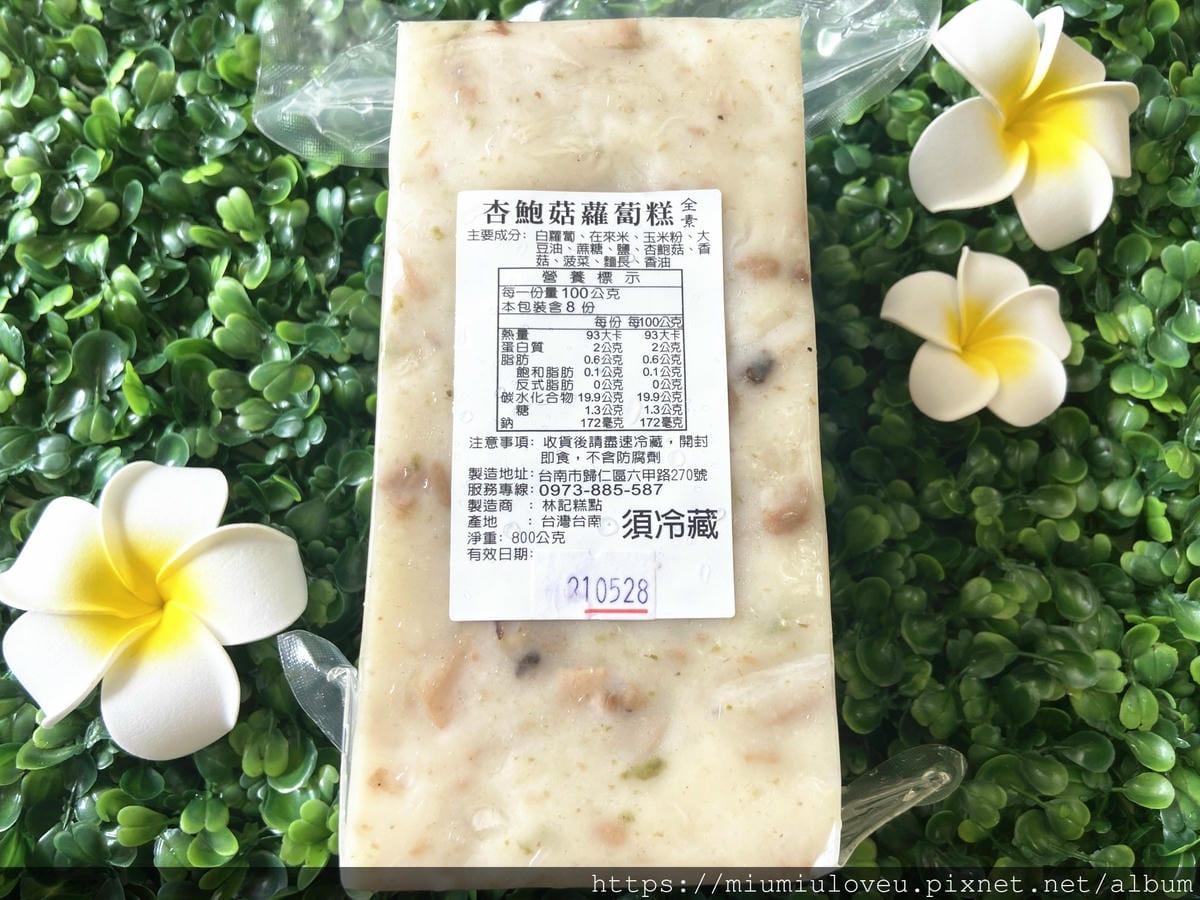 杏鮑菇蘿蔔糕 全素
主要成分: 白蘿蔔、在來米、玉米粉、大
豆油、蔗糖、鹽、杏鮑菇、香
菇、菠菜、麵長、香油
營養標示
每一份量 100公克
本包裝含 8 份
每份 每100公克
熱量 93大卡 93大卡
蛋白質 2公克 2公克
脂肪 0.6公克 0.6公克
飽和脂肪 0.1公克 0.1公克
反式脂肪 0公克 0公克
碳水化合物 19.9公克 19.9公克
糖 1.3公克 1.3公克
鈉 172毫克 172毫克
注意事項: 收貨後請盡速冷藏，開封
即食，不含防腐劑
製造地址: 台南市歸仁區六甲路270號
服務專線: 0973-885-587
製造商 : 林記糕點
產地 : 台灣台南
須冷藏
淨重: 800公克
有效日期:
210528
https://miumiuloveu.pixnet.net/album